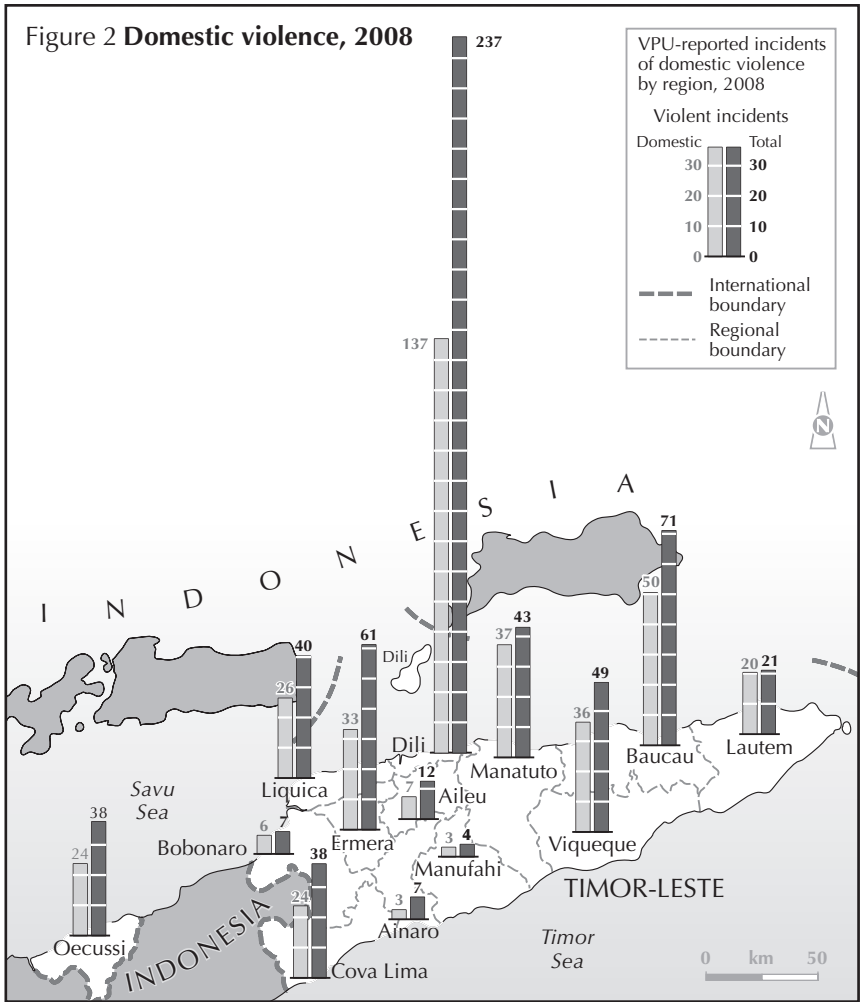 Figure 2 Domestic violence, 2008
VPU-reported incidents
of domestic violence
by region, 2008
Violent incidents
Domestic Total
30 30
20 20
10 10
0 0
International
boundary
Regional
boundary
N
237
137
INDONESIA
71
50
43
37
61
40
26
33
49
36
20 21
Dili
Dili
Manatuto
Baucau
Lautem
Liquica
12
7
Aileu
Savu
Sea
38
24
6 7
Bobonaro
Ermera
3 4
Manufahi
Viqueque
38
24
3 7
Ainaro
TIMOR-LESTE
Oecussi
INDONESIA
Cova Lima
Timor
Sea
0 km 50